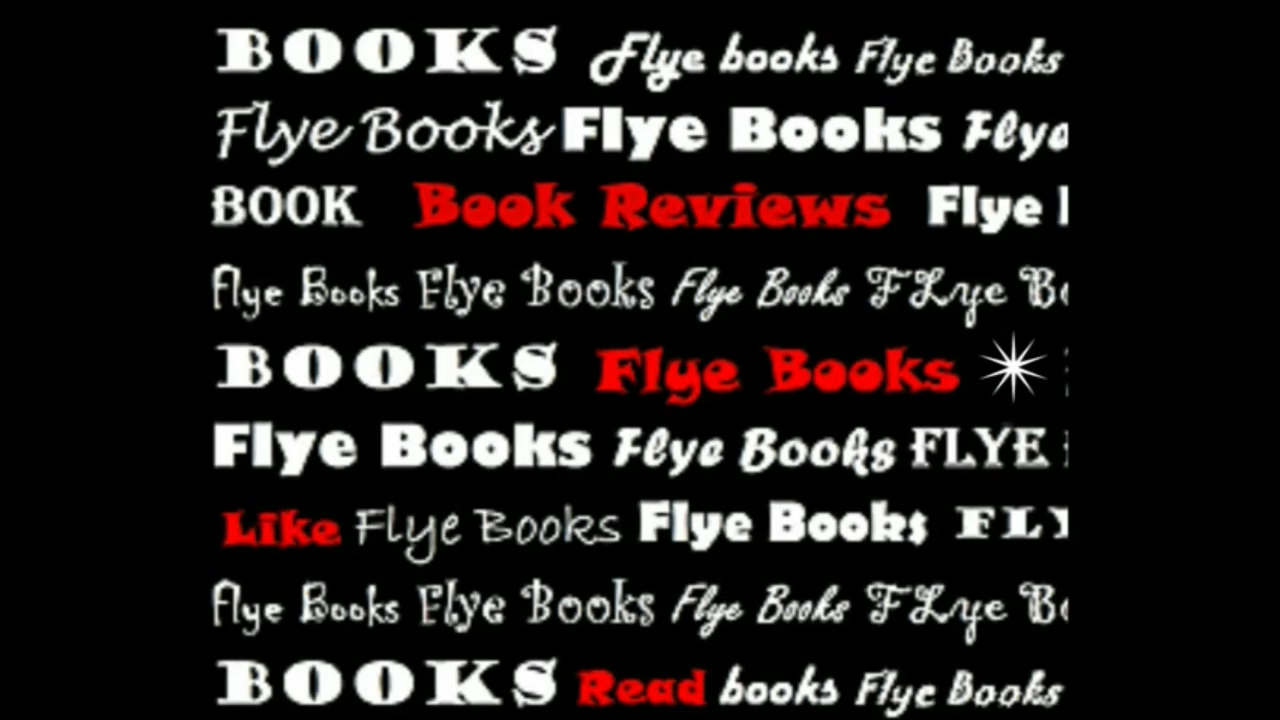 BOOKS Flye books Flye Books
Flye Books Flye Books Flye
BOOK Book Reviews Flye
Flye Books Flye Books Flye Books FLye
BOOKS Flye Books
Flye Books Flye Books FLYE
Like Flye Books Flye Books FLY
Flye Books Flye Books Flye Books FLye
BOOKS Read books Flye Books